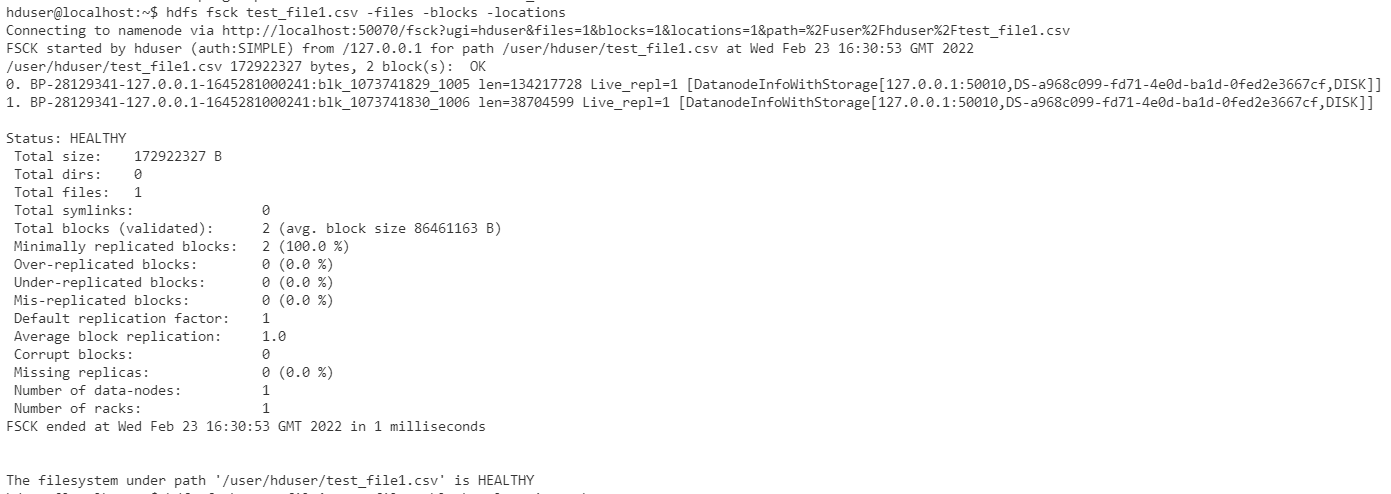 hduser@localhost:~$ hdfs fsck test_file1.csv -files -blocks -locations
Connecting to namenode via http://localhost:50070/fsck?ugi=hduser&files=1&blocks=1&locations=1&path=%2Fuser%2Fhduser%2Ftest_file1.csv
FSCK started by hduser (auth:SIMPLE) from /127.0.0.1 for path /user/hduser/test_file1.csv at Wed Feb 23 16:30:53 GMT 2022
/user/hduser/test_file1.csv 172922327 bytes, 2 block(s):  OK
0. BP-28129341-127.0.0.1-1645281000241:blk_1073741829_1005 len=134217728 Live_repl=1 [DatanodeInfoWithStorage[127.0.0.1:50010,DS-a968c099-fd71-4e0d-ba1d-0fed2e3667cf,DISK]]
1. BP-28129341-127.0.0.1-1645281000241:blk_1073741830_1006 len=38704599 Live_repl=1 [DatanodeInfoWithStorage[127.0.0.1:50010,DS-a968c099-fd71-4e0d-ba1d-0fed2e3667cf,DISK]]
Status: HEALTHY
Total size:    172922327 B
Total dirs:    0
Total files:   1
Total symlinks:                0
Total blocks (validated):      2 (avg. block size 86461163 B)
Minimally replicated blocks:   2 (100.0 %)
Over-replicated blocks:        0 (0.0 %)
Under-replicated blocks:       0 (0.0 %)
Mis-replicated blocks:         0 (0.0 %)
Default replication factor:    1
Average block replication:     1.0
Corrupt blocks:                0
Missing replicas:              0 (0.0 %)
Number of data-nodes:          1
Number of racks:               1
FSCK ended at Wed Feb 23 16:30:53 GMT 2022 in 1 milliseconds
The filesystem under path '/user/hduser/test_file1.csv' is HEALTHY